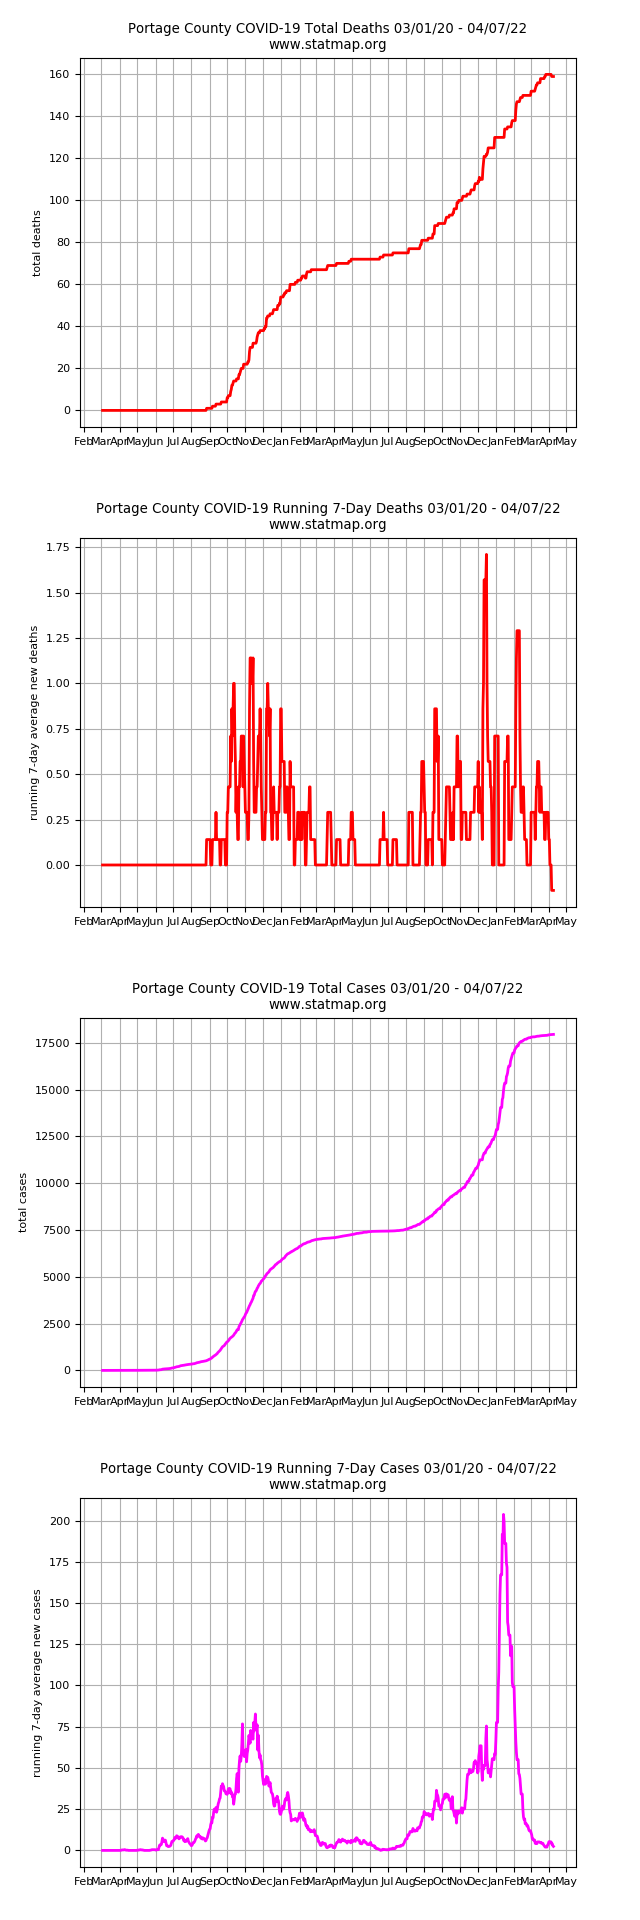 Portage County COVID-19 Total Deaths 03/01/20 - 04/07/22
www.statmap.org
160
140
120
100
80
60
40
20
0
total deaths
Feb Mar Apr May Jun Jul Aug Sep Oct Nov Dec Jan Feb Mar Apr May Jun Jul Aug Sep Oct Nov Dec Jan Feb Mar Apr May
Portage County COVID-19 Running 7-Day Deaths 03/01/20 - 04/07/22
www.statmap.org
1.75
1.50
1.25
1.00
0.75
0.50
0.25
0.00
running 7-day average new deaths
Feb Mar Apr May Jun Jul Aug Sep Oct Nov Dec Jan Feb Mar Apr May Jun Jul Aug Sep Oct Nov Dec Jan Feb Mar Apr May
Portage County COVID-19 Total Cases 03/01/20 - 04/07/22
www.statmap.org
17500
15000
12500
10000
7500
5000
2500
0
total cases
Feb Mar Apr May Jun Jul Aug Sep Oct Nov Dec Jan Feb Mar Apr May Jun Jul Aug Sep Oct Nov Dec Jan Feb Mar Apr May
Portage County COVID-19 Running 7-Day Cases 03/01/20 - 04/07/22
www.statmap.org
200
175
150
125
100
75
50
25
0
running 7-day average new cases
Feb Mar Apr May Jun Jul Aug Sep Oct Nov Dec Jan Feb Mar Apr May Jun Jul Aug Sep Oct Nov Dec Jan Feb Mar Apr May